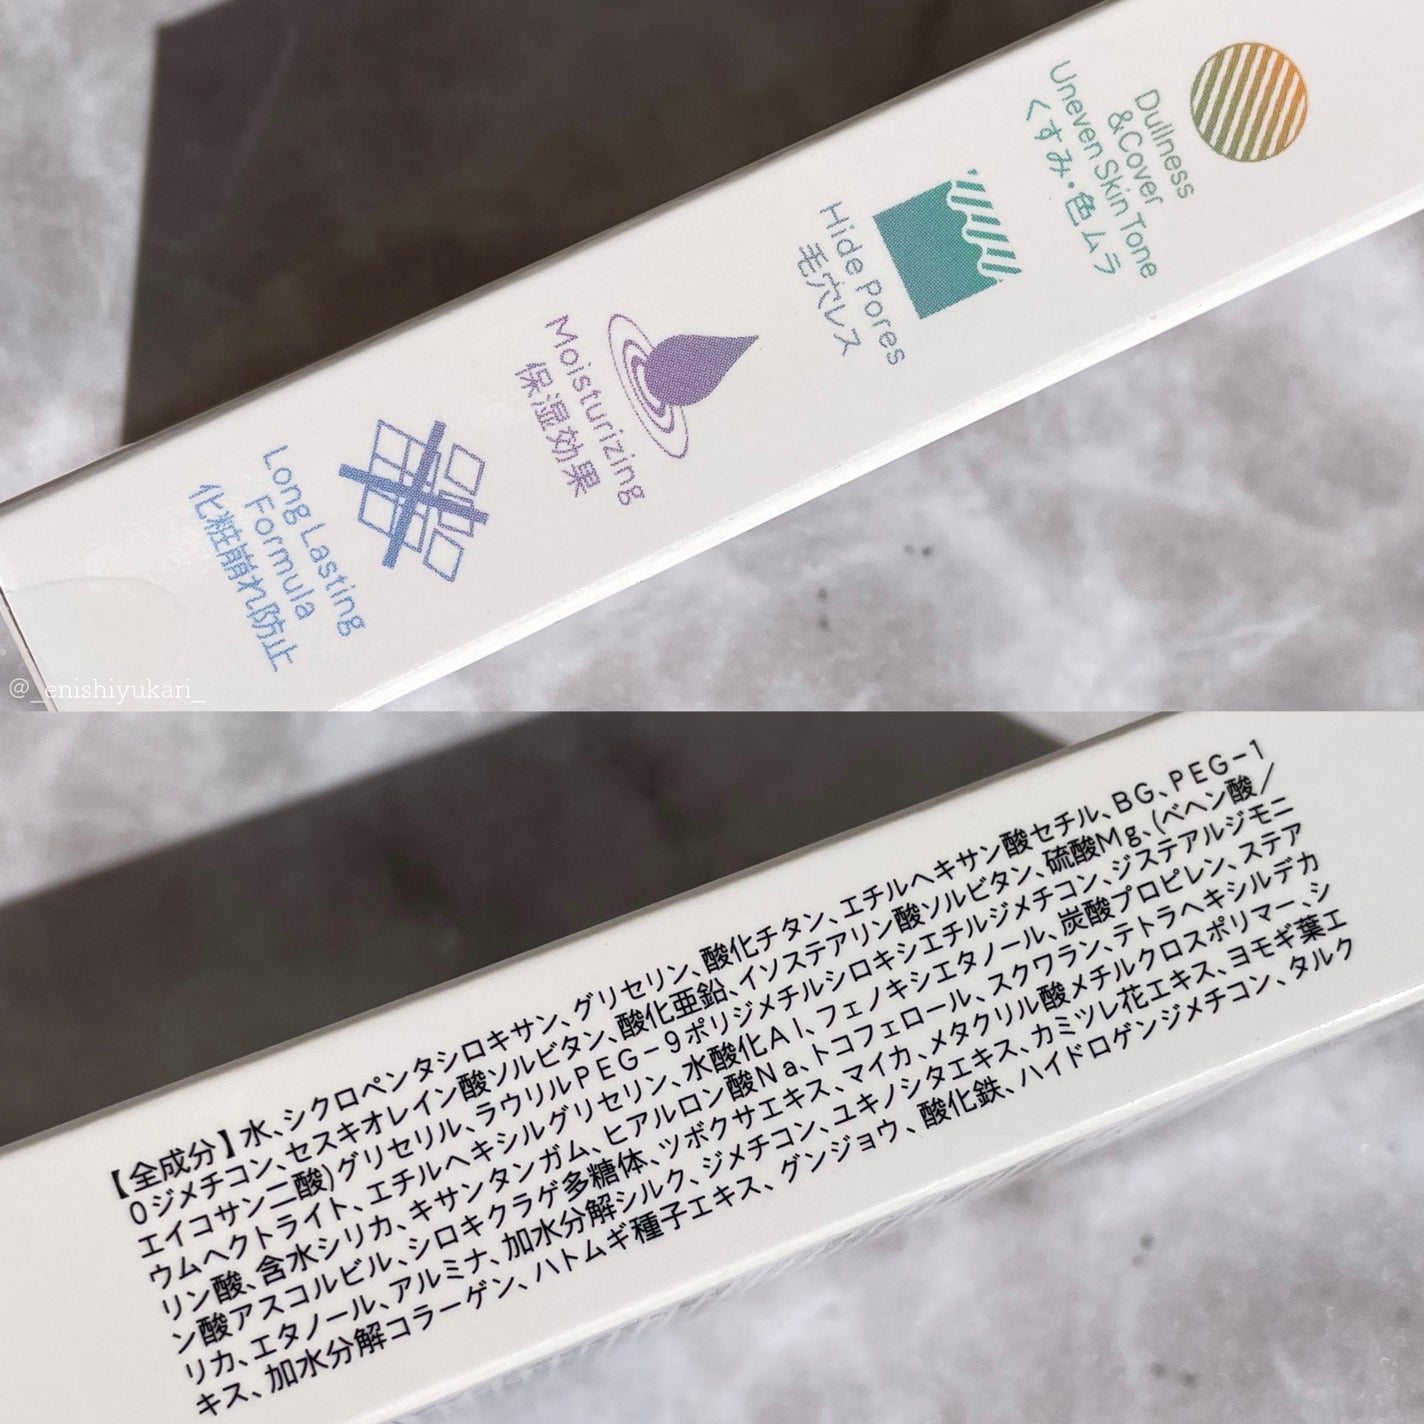 Dullness
&Cover
Uneven Skin Tone
くすみ・色ムラ
Hide Pores
毛穴レス
Moisturizing
保湿効果
Long Lasting
Formula
化粧崩れ防止
@_enishiyukari_
【全成分】水、シクロペンタシロキサン、グリセリン、酸化チタン、エチルヘキサン酸セチル、BG、PEG-1
0ジメチコン、セスキオレイン酸ソルビタン、酸化亜鉛、イソステアリン酸ソルビタン、硫酸Mg、(ベヘン酸/
エイコサン二酸)グリセリル、ラウリルPEG-9ポリジメチルシロキシエチルジメチコン、ジステアルジモニ
ウムヘクトライト、エチルヘキシルグリセリン、水酸化Al、フェノキシエタノール、炭酸プロピレン、ステア
リン酸、含水シリカ、キサンタンガム、ヒアルロン酸Na、トコフェロール、スクワラン、テトラヘキシルデカ
ン酸アスコルビル、シロキクラゲ多糖体、ツボクサエキス、マイカ、メタクリル酸メチルクロスポリマー、シ
リカ、エタノール、アルミナ、加水分解シルク、ジメチコン、ユキノシタエキス、カミツレ花エキス、ヨモギ葉エ
キス、加水分解コラーゲン、ハトムギ種子エキス、グンジョウ、酸化鉄、ハイドロゲンジメチコン、タルク